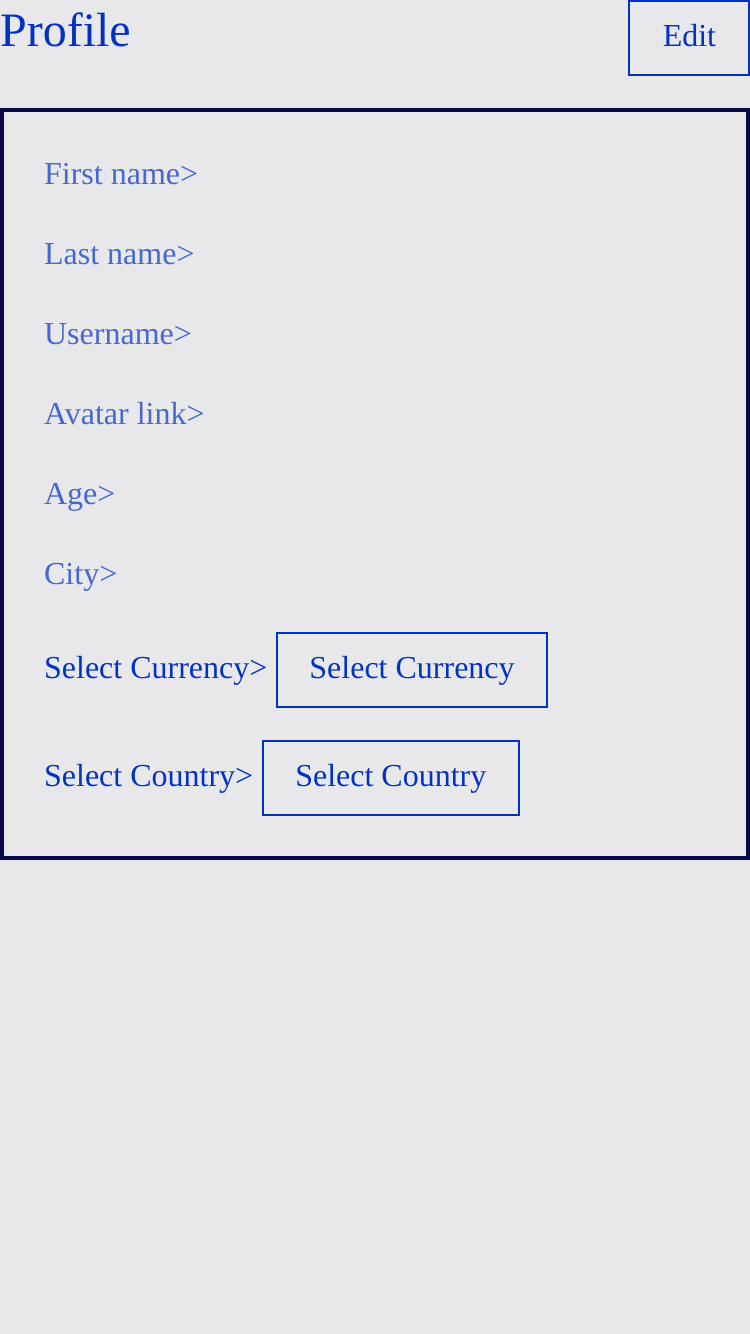 Profile
Edit
First name>
Last name>
Username>
Avatar link>
Age>
City>
Select Currency> Select Currency
Select Country> Select Country